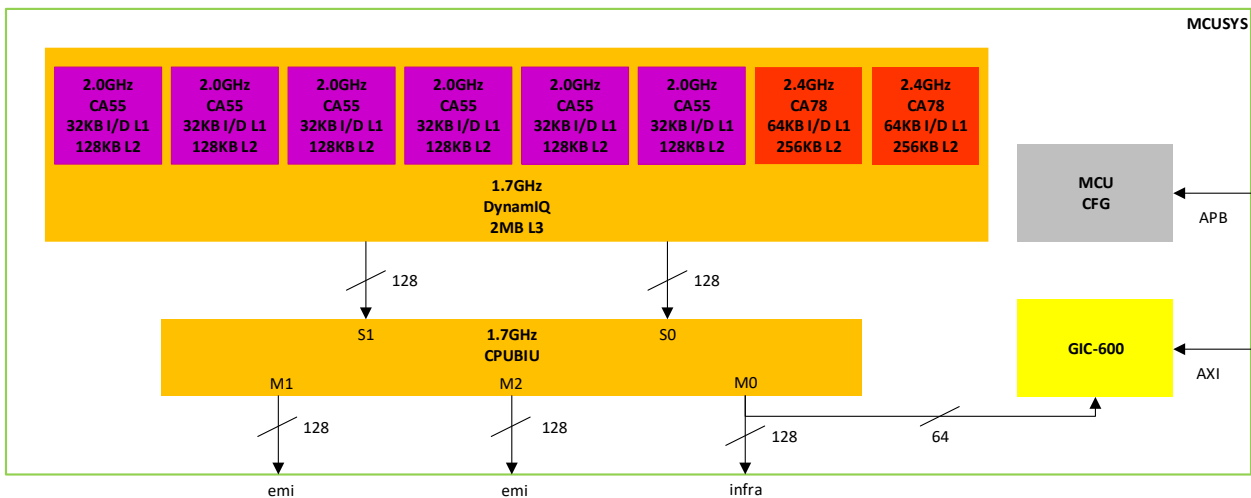 MCUSYS
2.0GHz
CA55
32KB I/D L1
128KB L2
2.0GHz
CA55
32KB I/D L1
128KB L2
2.0GHz
CA55
32KB I/D L1
128KB L2
2.0GHz
CA55
32KB I/D L1
128KB L2
2.0GHz
CA55
32KB I/D L1
128KB L2
2.0GHz
CA55
32KB I/D L1
128KB L2
2.4GHz
CA78
64KB I/D L1
256KB L2
2.4GHz
CA78
64KB I/D L1
256KB L2
1.7GHz
DynamIQ
2MB L3
MCU
CFG
APB
128
128
S1
S0
1.7GHz
CPUBIU
M1
M2
M0
GIC-600
AXI
128
128
128
64
emi
emi
infra